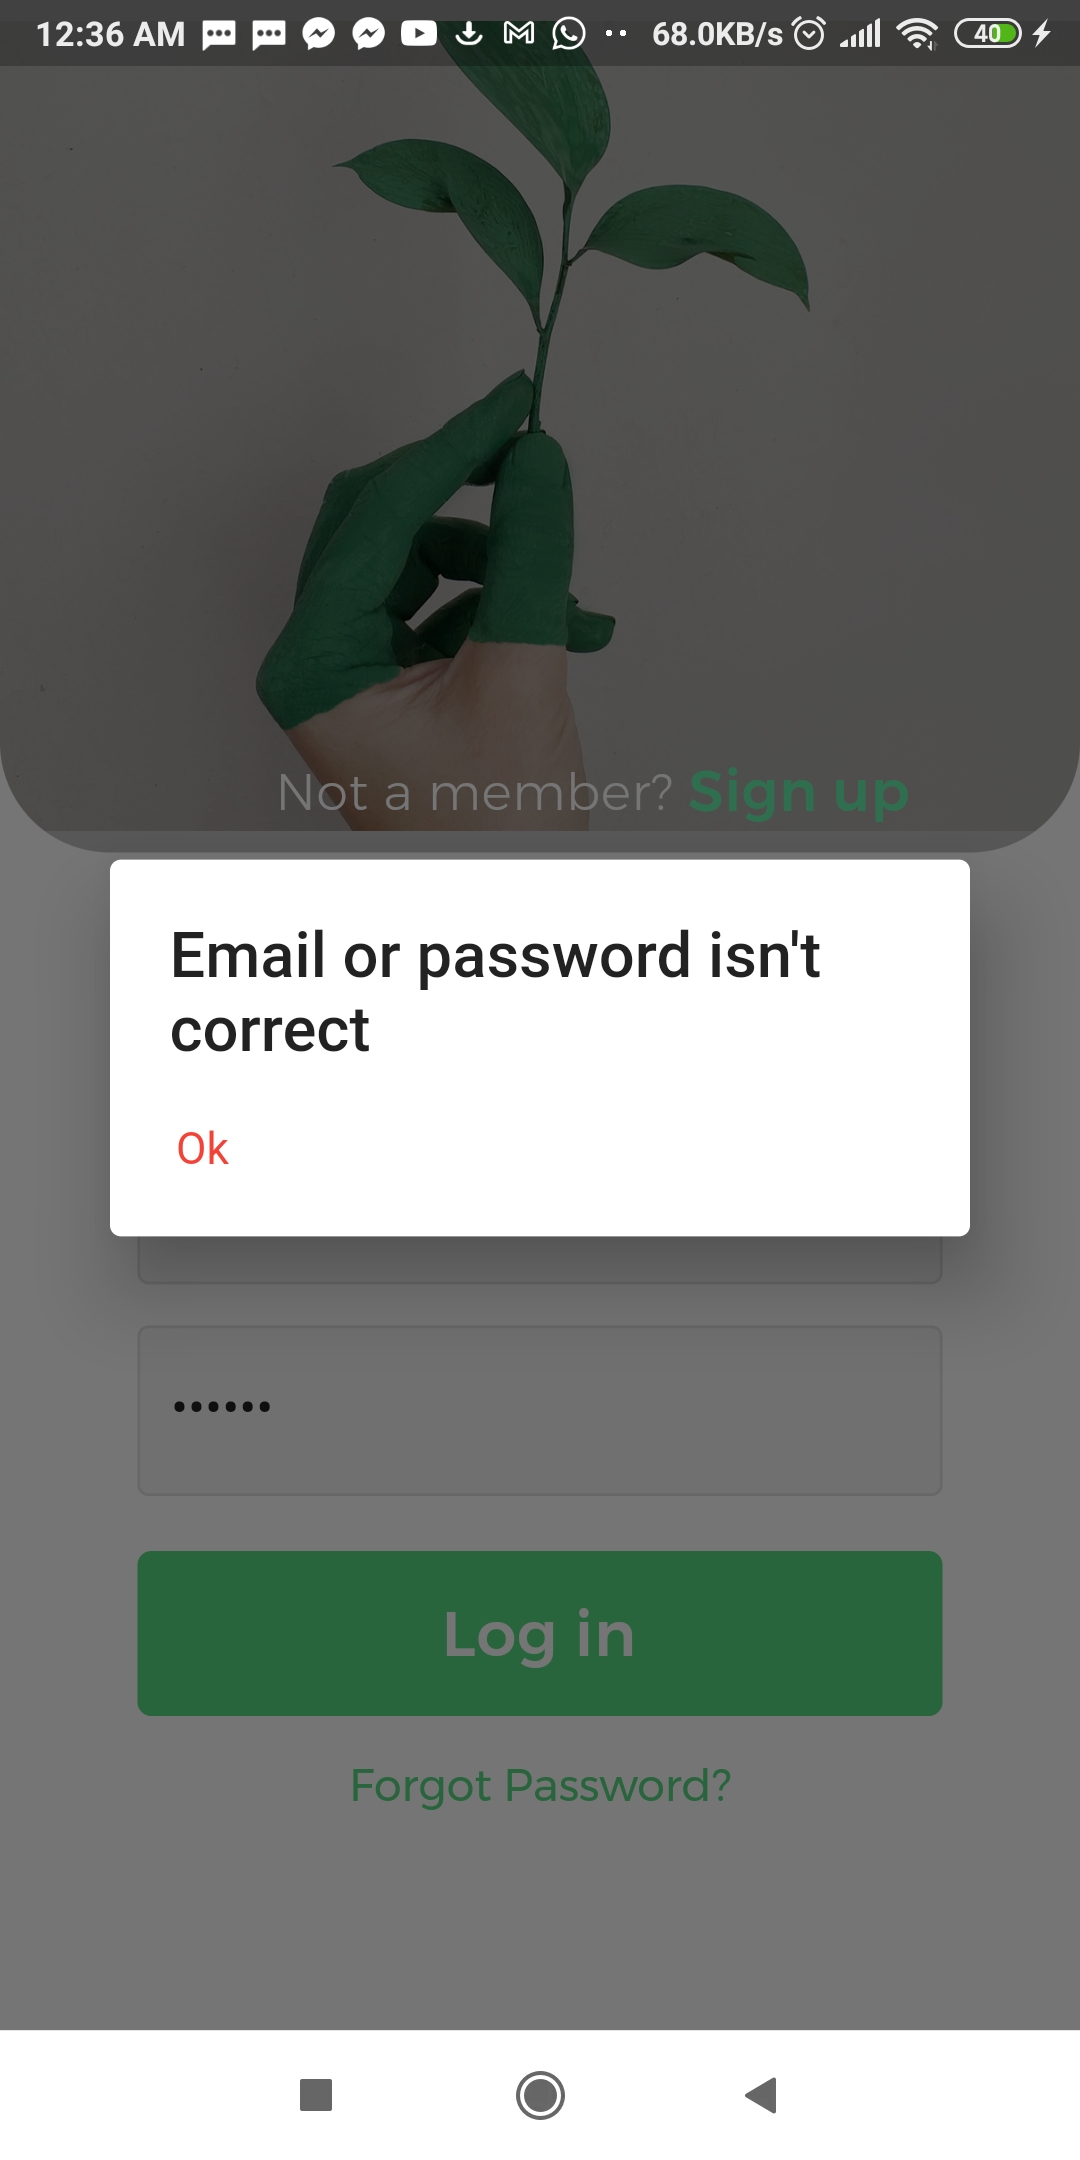 12:36 AM 68.0KB/s 40
Not a member? Sign up
Email or password isn't
correct
Ok
••••••
Log in
Forgot Password?